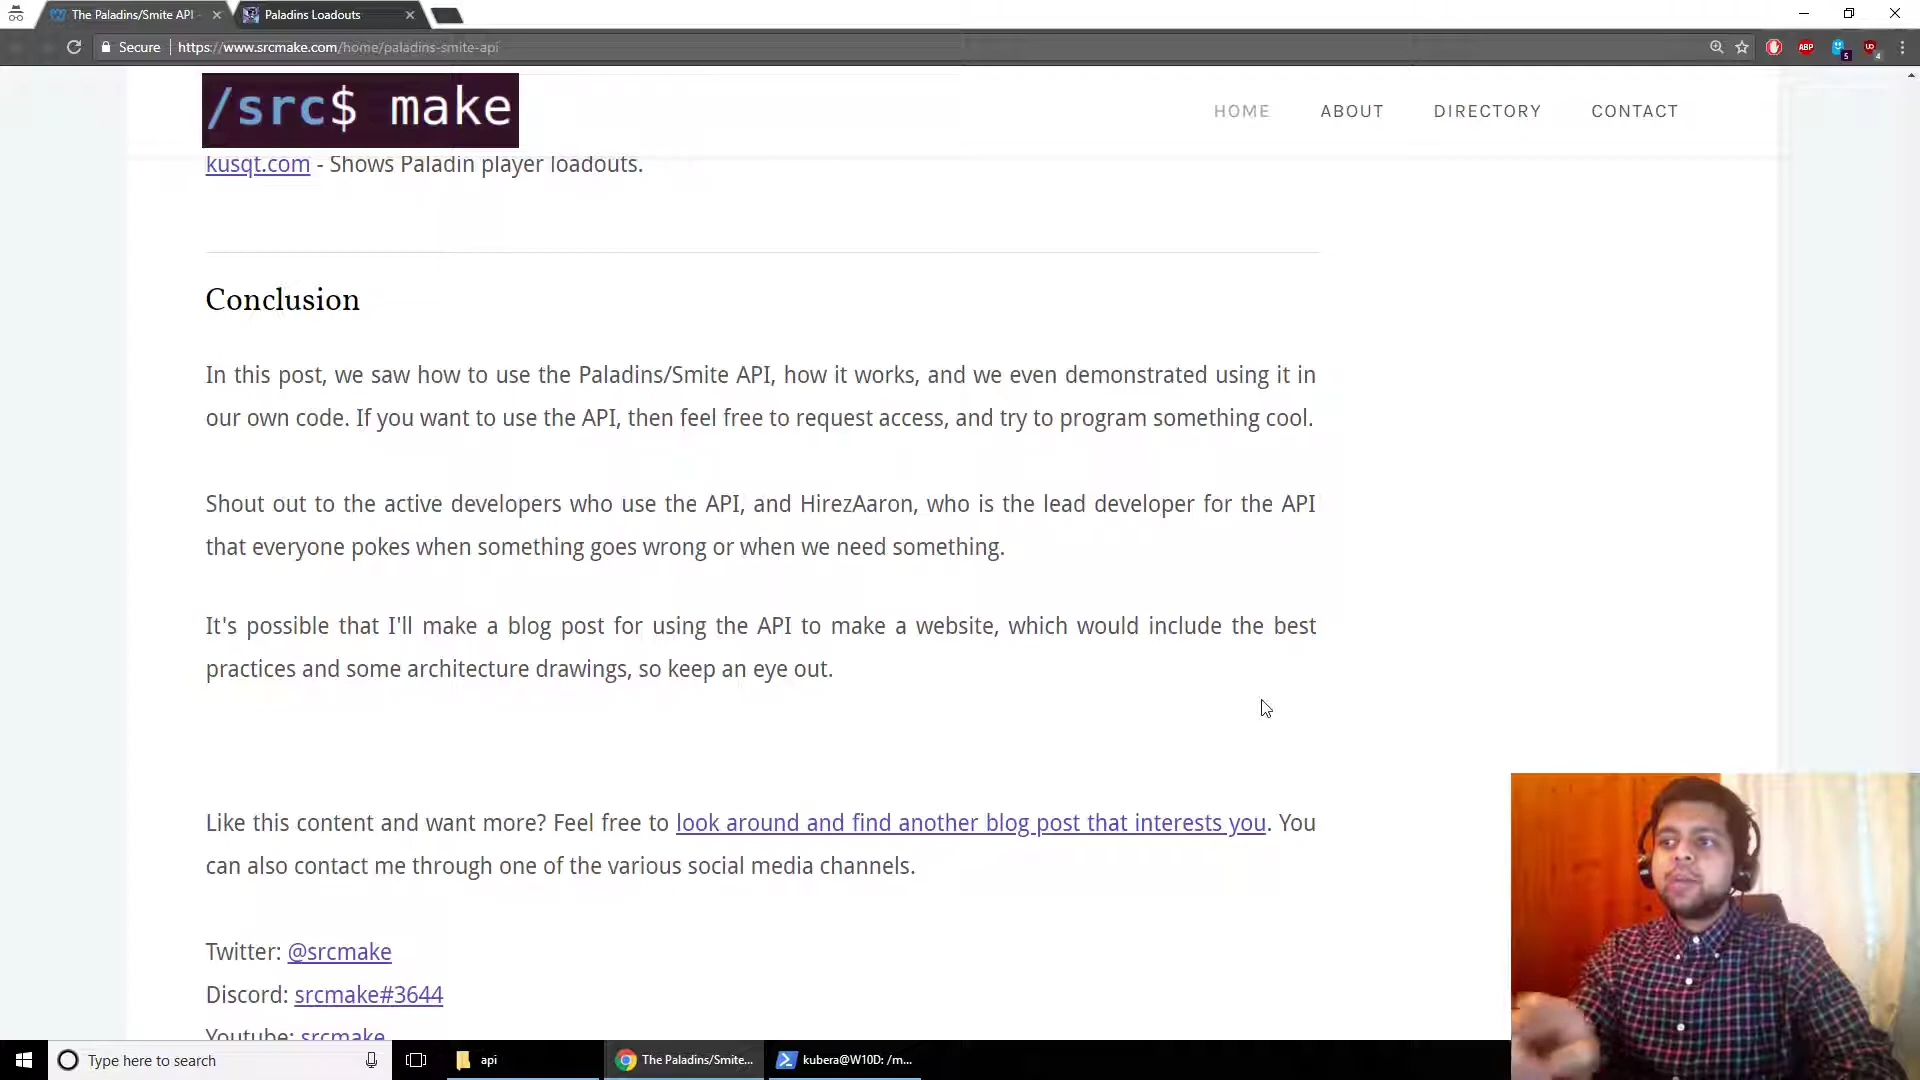 The Paladins/Smite API
Paladins Loadouts
Secure
https://www.srcmake.com/home/paladins-smite-api
ABP
5
UD
4
/src$ make
HOME
ABOUT
DIRECTORY
CONTACT
kusqt.com - Shows Paladin player loadouts.
Conclusion
In this post, we saw how to use the Paladins/Smite API, how it works, and we even demonstrated using it in
our own code. If you want to use the API, then feel free to request access, and try to program something cool.
Shout out to the active developers who use the API, and HirezAaron, who is the lead developer for the API
that everyone pokes when something goes wrong or when we need something.
It's possible that I'll make a blog post for using the API to make a website, which would include the best
practices and some architecture drawings, so keep an eye out.
Like this content and want more? Feel free to look around and find another blog post that interests you. You
can also contact me through one of the various social media channels.
Twitter: @srcmake
Discord: srcmake#3644
Youtube: srcmake
Type here to search
api
The Paladins/Smite...
kubera@W10D: /m...